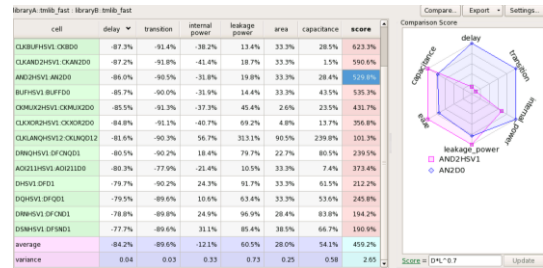 libraryA::tmlib_fast : libraryB::tmlib_fast
Compare... Export Settings...
cell delay transition internal power leakage power area capacitance score
CLKBUFHSV1:CKBD0 -87.3% -91.4% -38.2% 13.4% 33.3% 28.5% 623.3%
CLKAND2HSV1:CKAN2D0 -87.2% -91.8% -41.4% 18.7% 33.3% 1.5% 590.6%
AND2HSV1:AN2D0 -86.0% -90.5% -31.8% 19.8% 33.3% 28.4% 529.8%
BUFHSV1:BUFFD0 -85.7% -90.0% -31.9% 14.4% 33.3% 43.5% 535.3%
CKMUX2HSV1:CKMUX2D0 -85.5% -91.3% -37.3% 45.4% 2.6% 23.5% 431.7%
CLKXOR2HSV1:CKXOR2D0 -84.8% -91.1% -40.7% 69.2% 4.8% 13.7% 356.8%
CLKLANQHSV12:CKLNQD12 -81.6% -90.3% 56.7% 313.1% 90.5% 239.8% 101.3%
DRNQHSV1:DFCNQD1 -80.5% -90.2% 18.4% 79.7% 22.7% 80.5% 239.5%
AOI211HSV1:AOI211D0 -80.3% -77.9% -21.4% 10.5% 33.3% 7.4% 373.4%
DHSV1:DFD1 -79.7% -90.2% 24.3% 91.7% 33.3% 61.5% 212.2%
DQHSV1:DFQD1 -79.5% -89.6% 10.6% 63.4% 33.3% 53.6% 245.8%
DRNHSV1:DFCND1 -78.8% -89.8% 24.9% 96.9% 28.4% 83.8% 194.2%
DSNHSV1:DFSND1 -77.7% -89.6% 31.1% 85.4% 38.5% 66.7% 190.9%
average -84.2% -89.6% -12.1% 60.5% 28.0% 54.1% 459.2%
variance 0.04 0.03 0.33 0.73 0.25 0.58 2.65
Comparison Score
delay
capacitance
transition
area
internal_power
leakage_power
AND2HSV1
AN2D0
Score = D*L^0.7 Update